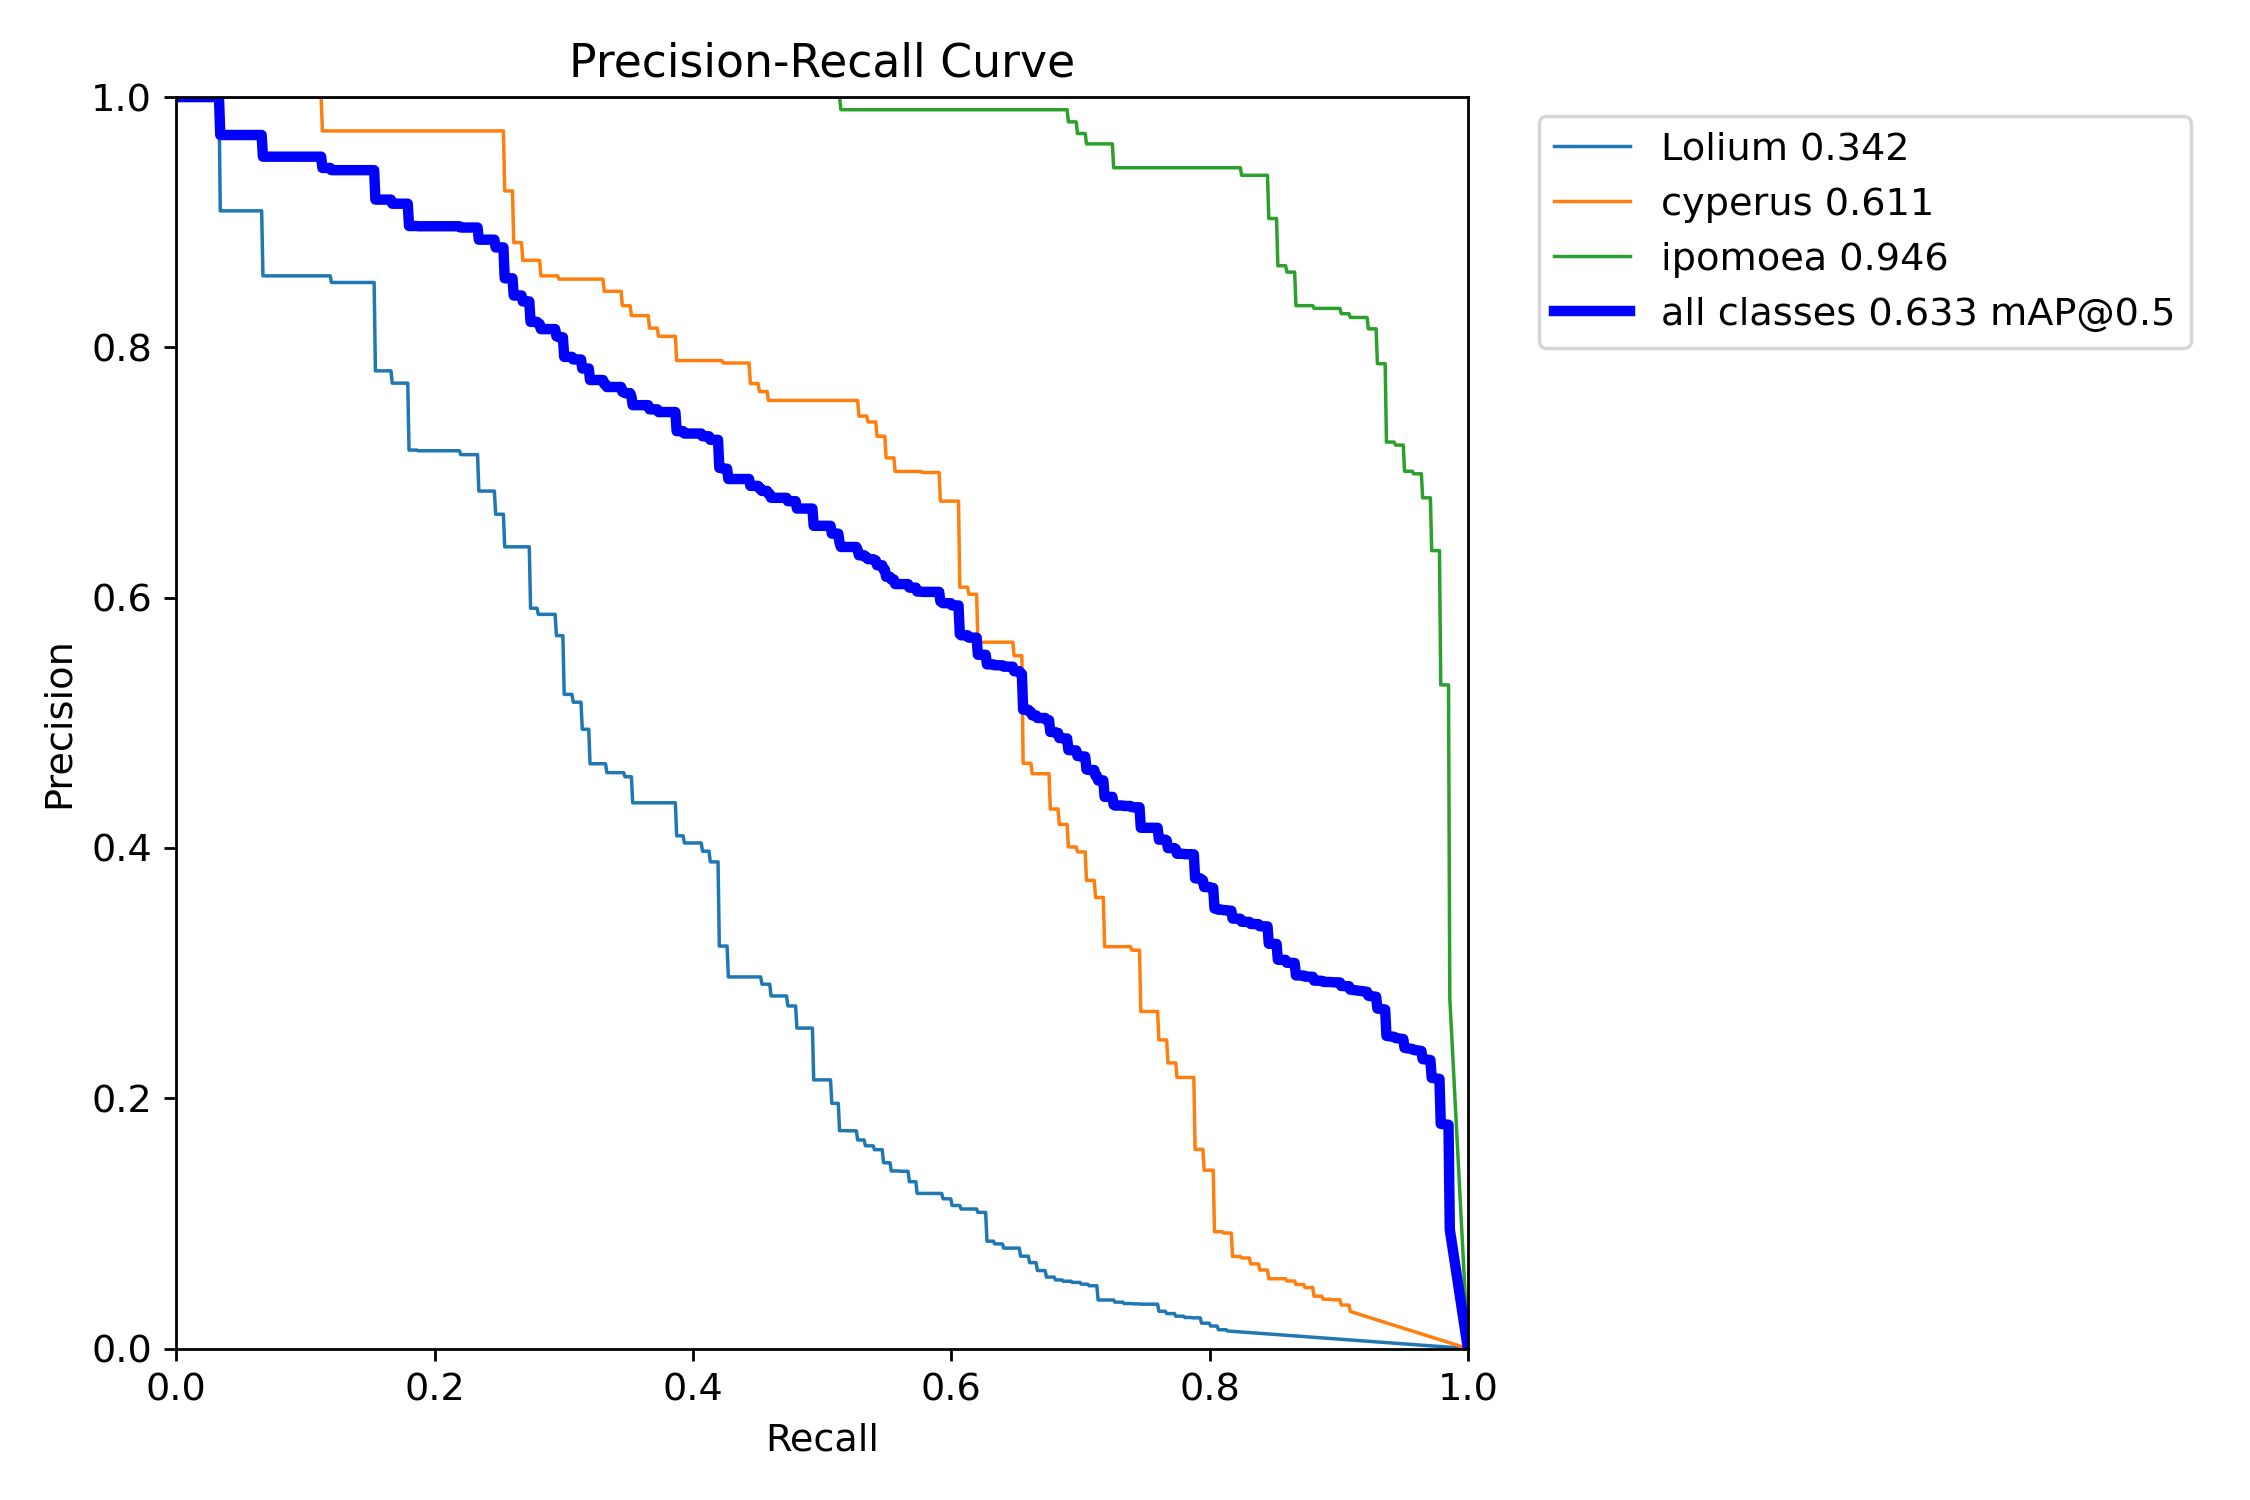 Precision-Recall Curve
1.0
0.8
0.6
0.4
0.2
0.0
Precision
0.0 0.2 0.4 0.6 0.8 1.0
Recall
Lolium 0.342
cyperus 0.611
ipomoea 0.946
all classes 0.633 mAP@0.5